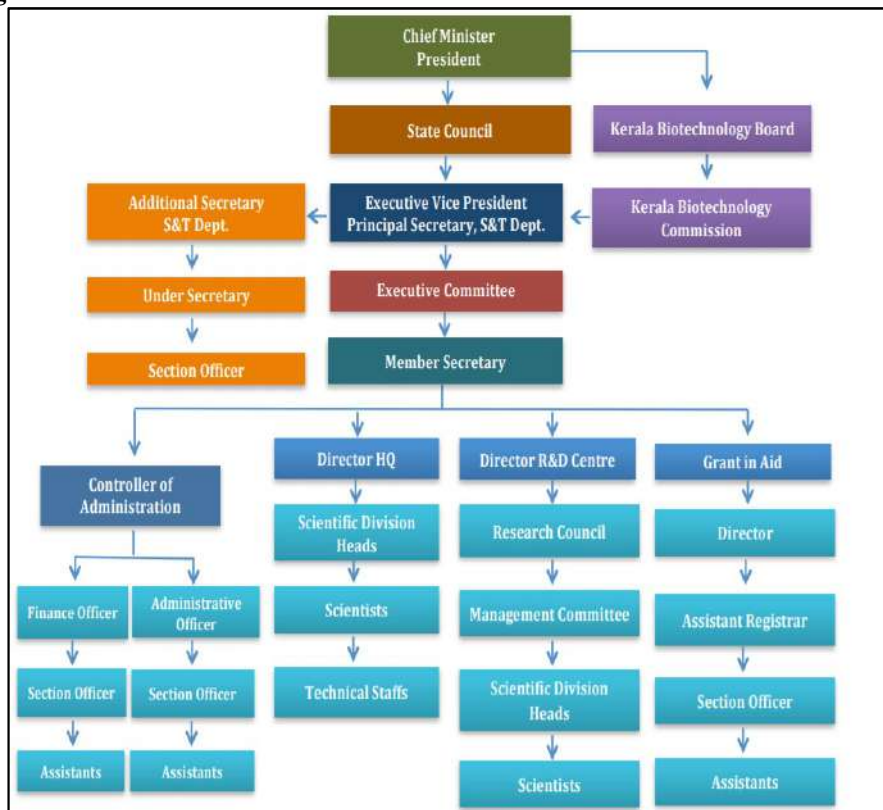 Chief Minister
President
State Council
Kerala Biotechnology Board
Additional Secretary
S&T Dept.
Executive Vice President
Principal Secretary, S&T Dept.
Kerala Biotechnology
Commission
Under Secretary
Executive Committee
Section Officer
Member Secretary
Controller of
Administration
Director HQ
Director R&D Centre
Grant in Aid
Scientific Division
Heads
Research Council
Director
Finance Officer
Administrative
Officer
Scientists
Management Committee
Assistant Registrar
Section Officer
Section Officer
Technical Staffs
Scientific Division
Heads
Section Officer
Assistants
Assistants
Scientists
Assistants